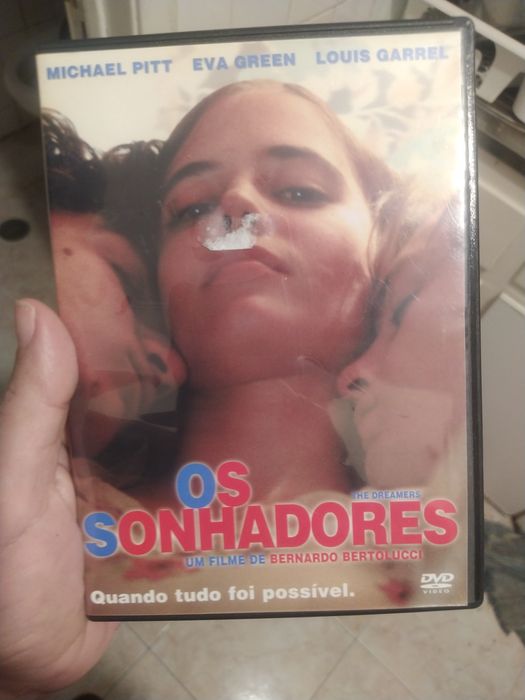 MICHAEL PITT EVA GREEN LOUIS GARREL
OS
THE DREAMERS
SONHADORES
UM FILME DE BERNARDO BERTOLUCCI
Quando tudo foi possível.
DVD
VIDEO